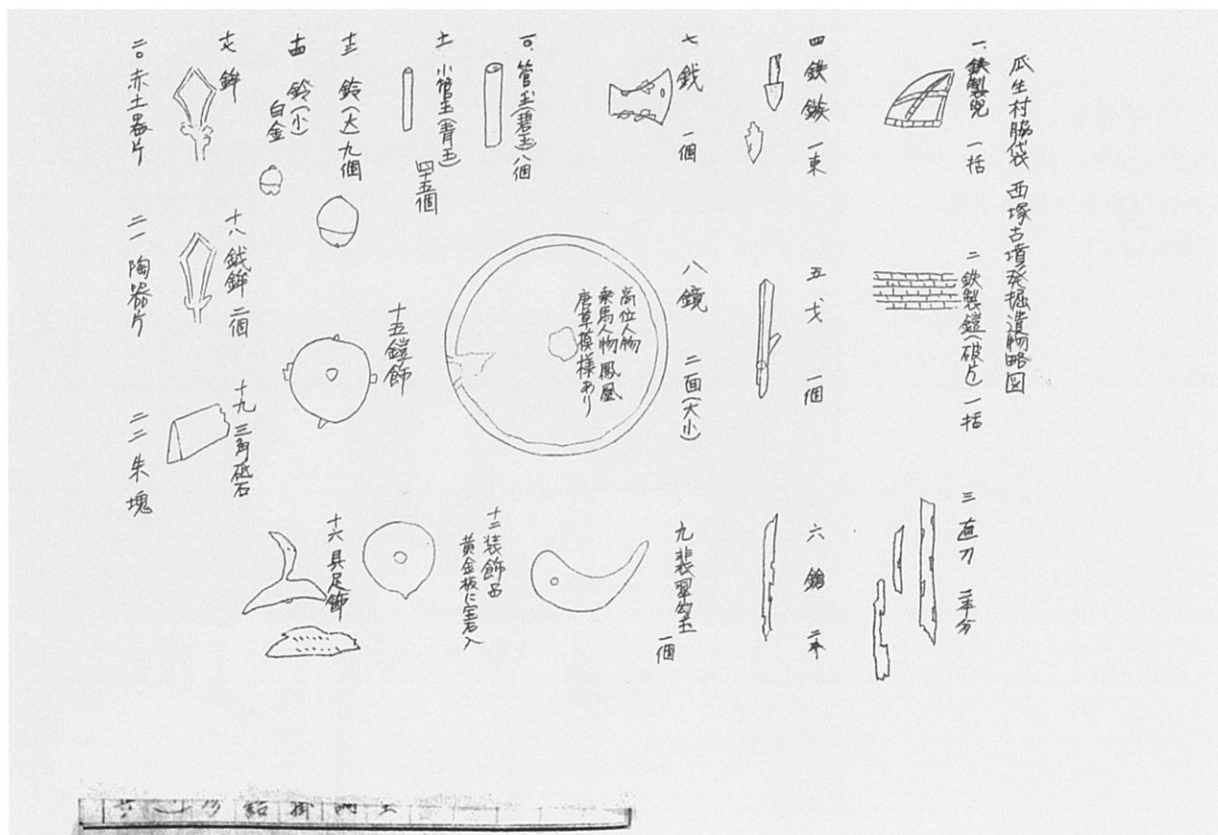 瓜生村脇袋 西塚古墳発掘遺物略図
一、鉄製兜 一括
二 鉄製鎧(破片)一括
三 直刀 三本分
四 鉄鏃 一束
五 戈 一個
六 鎗 二本
七 鉞 一個
八 鏡 二面(大小)
高位人物
乗馬人物 鳳凰
唐草模様あり
九 翡翠勾玉
一個
一〇、管玉(碧玉)八個
十一 小管玉(青玉)
四十五個
十二 装飾品
黄金板に宝石入
十三 鈴(大)九個
十四 鈴(小)
白金
十五 鎧飾
十六 具足飾
十七 鉾
十八 鉞鉾 二個
十九 三角砥石
二〇 赤土器片
二一 陶器片
二二 朱塊